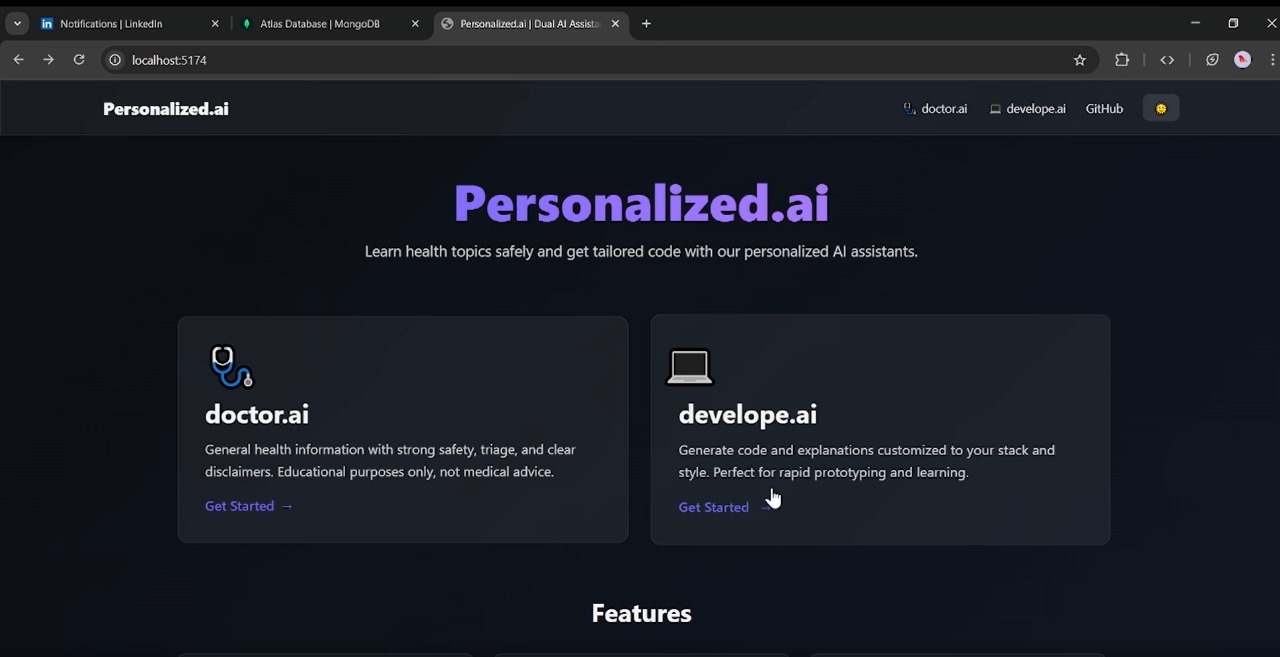 Notifications | LinkedIn
Atlas Database | MongoDB
Personalized.ai | Dual AI Assista
localhost:5174
Personalized.ai
doctor.ai
develope.ai
GitHub
Personalized.ai
Learn health topics safely and get tailored code with our personalized AI assistants.
doctor.ai
General health information with strong safety, triage, and clear
disclaimers. Educational purposes only, not medical advice.
Get Started →
develope.ai
Generate code and explanations customized to your stack and
style. Perfect for rapid prototyping and learning.
Get Started →
Features